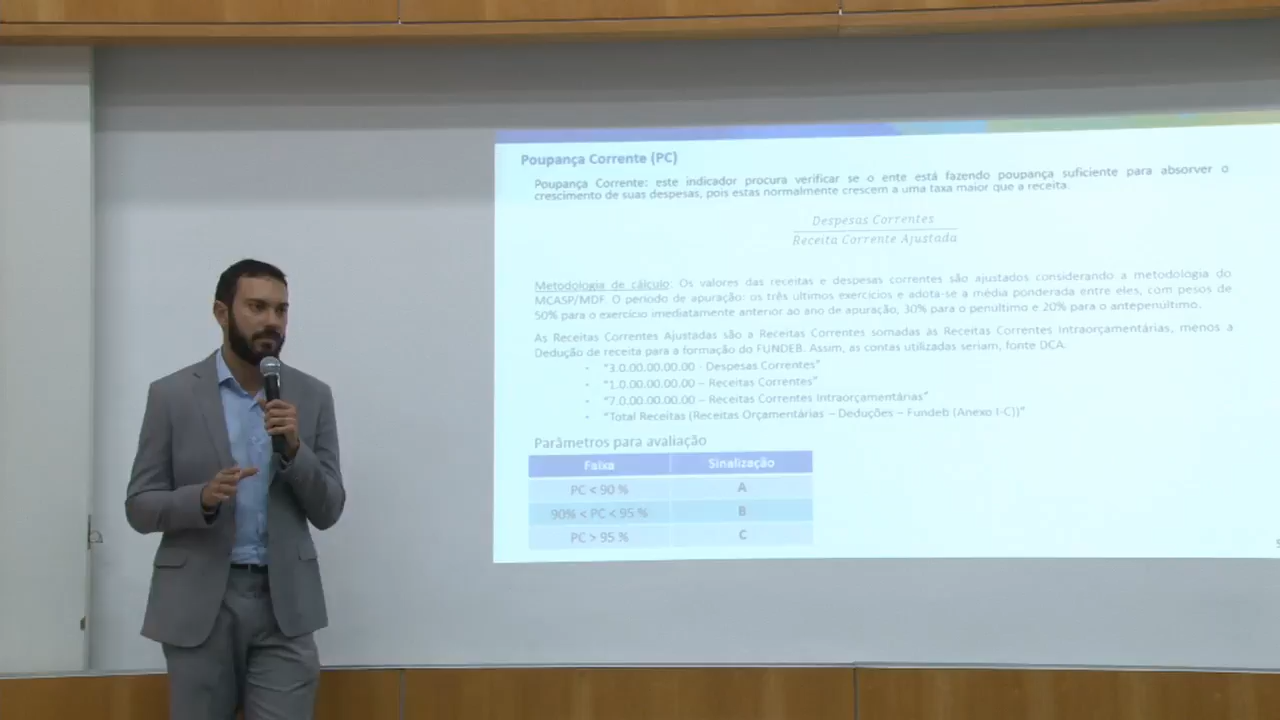 Poupança Corrente (PC)
Poupança Corrente: este indicador procura verificar se o ente está fazendo poupança suficiente para absorver o
crescimento de suas despesas, pois estas normalmente crescem a uma taxa maior que a receita.
Despesas Correntes
Receita Corrente Ajustada
Metodologia de cálculo: Os valores das receitas e despesas correntes são ajustados considerando a metodologia do
MCASP/MDF. O período de apuração: os três últimos exercícios e adota-se a média ponderada entre eles, com pesos de
50% para o exercício imediatamente anterior ao ano de apuração, 30% para o penúltimo e 20% para o antepenúltimo.
As Receitas Correntes Ajustadas são a Receitas Correntes somadas às Receitas Correntes Intraorçamentárias, menos a
Dedução de receita para a formação do FUNDEB. Assim, as contas utilizadas seriam, fonte DCA.
- "3.0.00.00.00.00 - Despesas Correntes"
- "1.0.00.00.00.00 – Receitas Correntes"
- "7.0.00.00.00.00 – Receitas Correntes Intraorçamentárias"
- "Total Receitas (Receitas Orçamentárias – Deduções – Fundeb (Anexo I-C))"
Parâmetros para avaliação
Faixa Sinalização
PC < 90 % A
90% < PC < 95 % B
PC > 95 % C